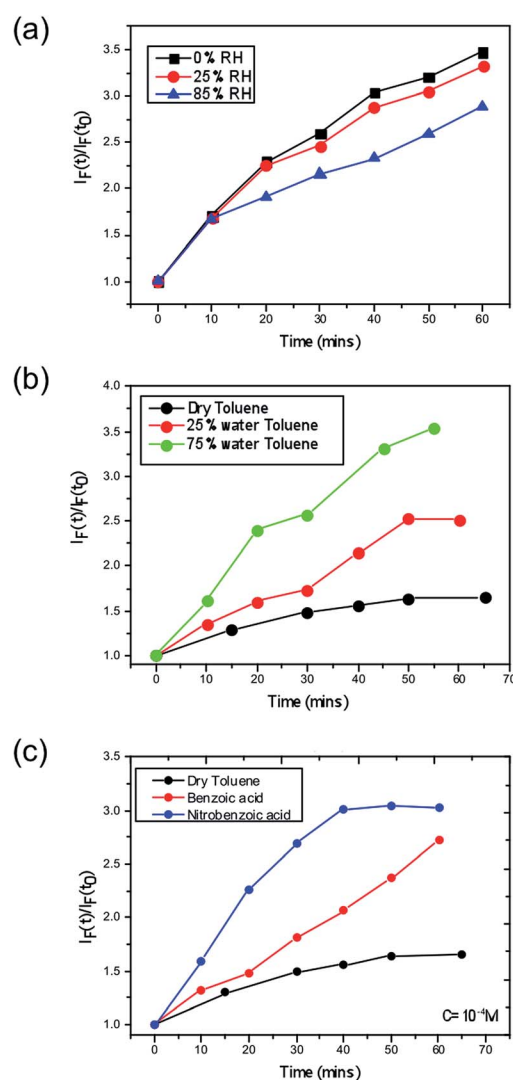 (a)
3.5
3.0
2.5
2.0
1.5
1.0
I_F(t)/I_F(t_0)
0% RH
25% RH
85% RH
0 10 20 30 40 50 60
Time (mins)
(b)
4.0
3.5
3.0
2.5
2.0
1.5
1.0
I_F(t)/I_F(t_0)
Dry Toluene
25% water Toluene
75% water Toluene
0 10 20 30 40 50 60 70
Time (mins)
(c)
3.5
3.0
2.5
2.0
1.5
1.0
I_F(t)/I_F(t_0)
Dry Toluene
Benzoic acid
Nitrobenzoic acid
C= 10⁻⁴M
0 10 20 30 40 50 60 70
Time (mins)